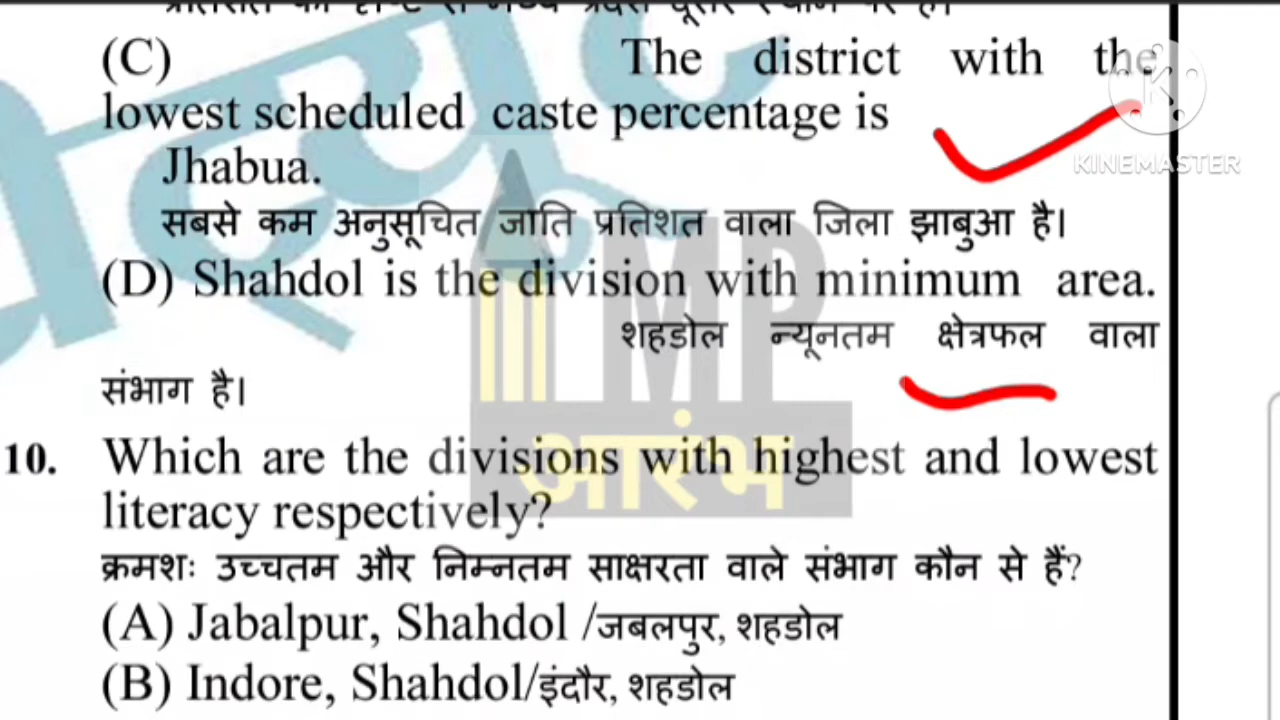 (C) The district with the
KINEMASTER
lowest scheduled caste percentage is
Jhabua.
सबसे कम अनुसूचित जाति प्रतिशत वाला जिला झाबुआ है।
(D) Shahdol is the division with minimum area.
शहडोल न्यूनतम क्षेत्रफल वाला
संभाग है।
MP
आरंभ
10. Which are the divisions with highest and lowest
literacy respectively?
क्रमशः उच्चतम और निम्नतम साक्षरता वाले संभाग कौन से हैं?
(A) Jabalpur, Shahdol /जबलपुर, शहडोल
(B) Indore, Shahdol/इंदौर, शहडोल